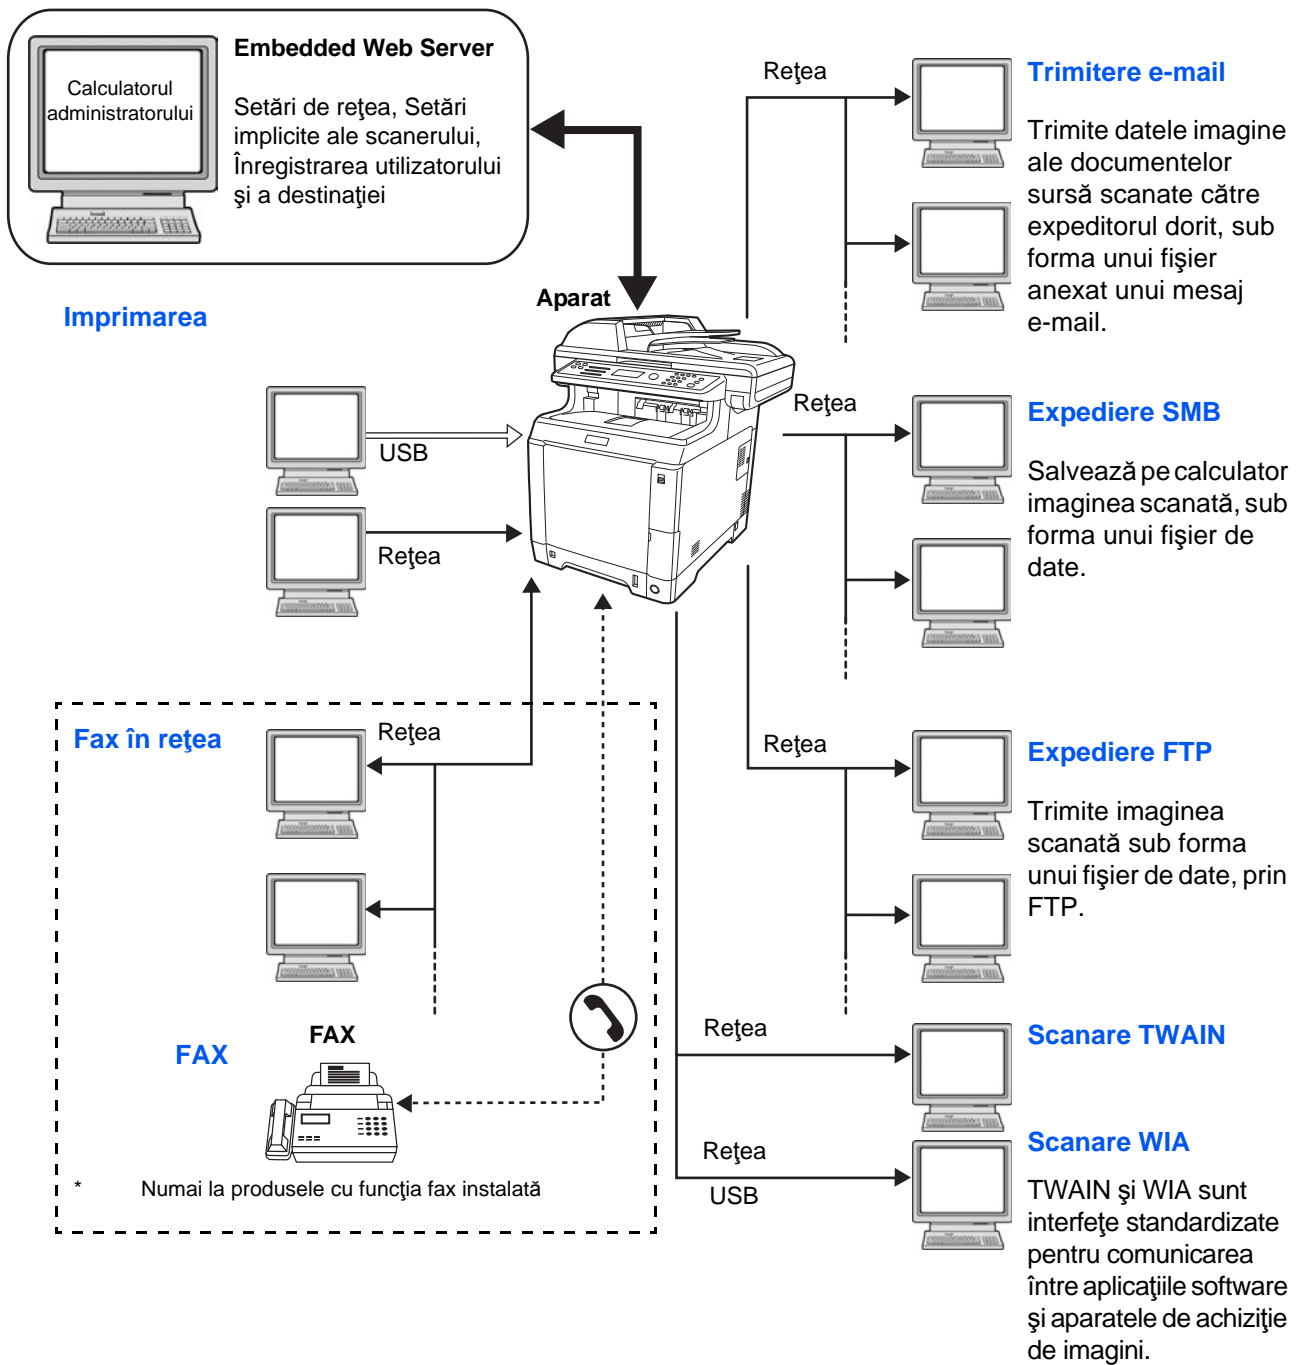 Embedded Web Server
Calculatorul
administratorului
Setări de reţea, Setări
implicite ale scanerului,
Înregistrarea utilizatorului
şi a destinaţiei
Imprimarea
Aparat
USB
Reţea
Reţea
Trimitere e-mail
Trimite datele imagine
ale documentelor
sursă scanate către
expeditorul dorit, sub
forma unui fişier
anexat unui mesaj
e-mail.
Reţea
Expediere SMB
Salvează pe calculator
imaginea scanată, sub
forma unui fişier de
date.
Fax în reţea
Reţea
Reţea
Expediere FTP
Trimite imaginea
scanată sub forma
unui fişier de date, prin
FTP.
FAX
FAX
* Numai la produsele cu funcţia fax instalată
Reţea
Scanare TWAIN
Reţea
USB
Scanare WIA
TWAIN şi WIA sunt
interfeţe standardizate
pentru comunicarea
între aplicaţiile software
şi aparatele de achiziţie
de imagini.